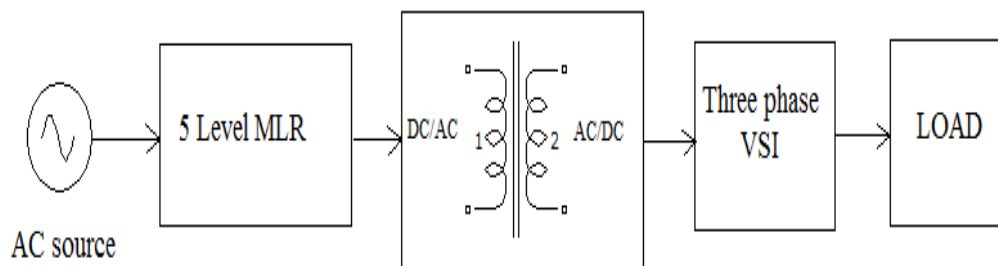 AC source
5 Level MLR
DC/AC
1
2
AC/DC
Three phase
VSI
LOAD